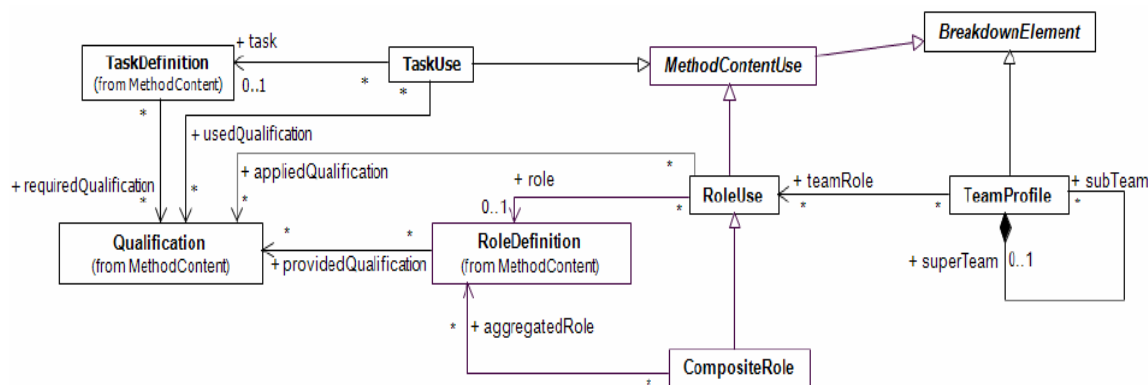 BreakdownElement
+ task
TaskDefinition
(from MethodContent)
0..1
*
TaskUse
*
MethodContentUse
*
+ usedQualification
+ appliedQualification
*
+ requiredQualification
*
*
*
+ role
0..1
RoleUse
*
+ teamRole
*
*
TeamProfile
+ subTeam
*
Qualification
(from MethodContent)
*
*
+ providedQualification
RoleDefinition
(from MethodContent)
+ superTeam
0..1
*
+ aggregatedRole
CompositeRole
*